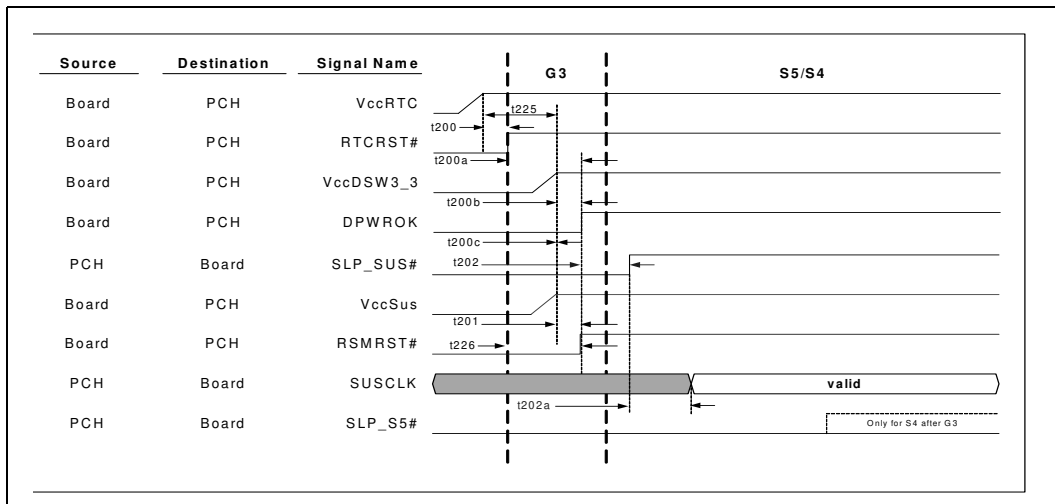 Source Destination Signal Name G3 S5/S4
Board PCH VccRTC
t225
t200
Board PCH RTCRST#
t200a
Board PCH VccDSW3_3
t200b
Board PCH DPWROK
t200c
PCH Board SLP_SUS# t202
Board PCH VccSus
t201
Board PCH RSMRST# t226
PCH Board SUSCLK valid
t202a
PCH Board SLP_S5# Only for S4 after G3